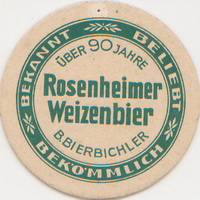 BEKANNT
BELIEBT
ÜBER 90 JAHRE
Rosenheimer
Weizenbier
B. BIERBICHLER
BEKÖMMLICH